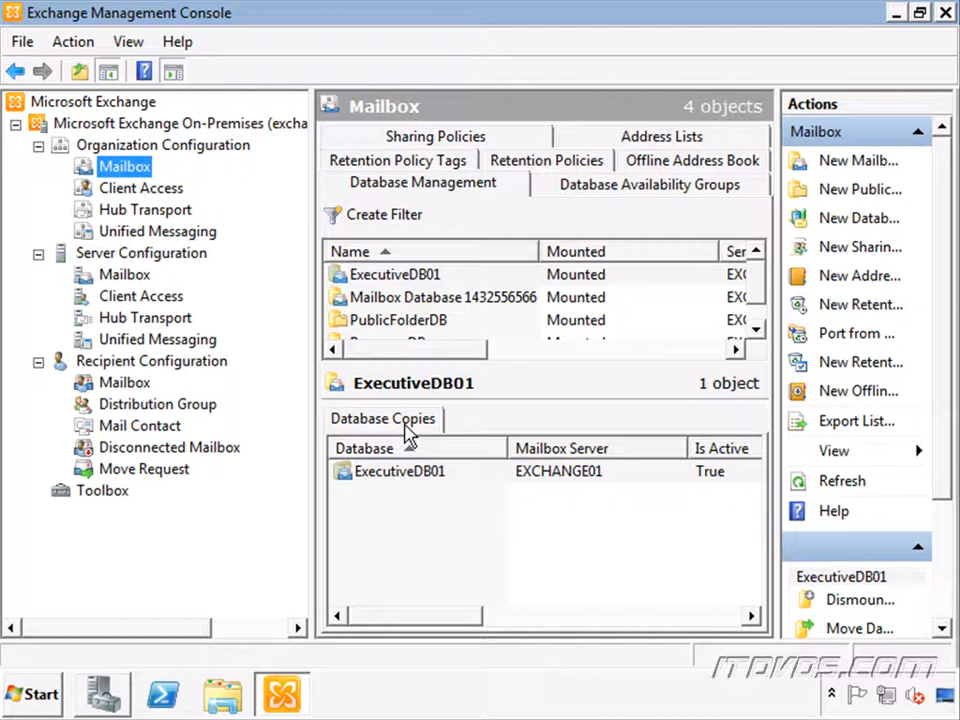 Exchange Management Console
File Action View Help
Microsoft Exchange
Microsoft Exchange On-Premises (excha
Organization Configuration
Mailbox
Client Access
Hub Transport
Unified Messaging
Server Configuration
Mailbox
Client Access
Hub Transport
Unified Messaging
Recipient Configuration
Mailbox
Distribution Group
Mail Contact
Disconnected Mailbox
Move Request
Toolbox
Mailbox 4 objects
Sharing Policies Address Lists
Retention Policy Tags Retention Policies Offline Address Book
Database Management Database Availability Groups
Create Filter
Name Mounted Ser
ExecutiveDB01 Mounted EXC
Mailbox Database 1432556566 Mounted EXC
PublicFolderDB Mounted EXC
ExecutiveDB01 1 object
Database Copies
Database Mailbox Server Is Active
ExecutiveDB01 EXCHANGE01 True
Actions
Mailbox
New Mailb...
New Public...
New Datab...
New Sharin...
New Addre...
New Retent...
Port from ...
New Retent...
New Offlin...
Export List...
View
Refresh
Help
ExecutiveDB01
Dismoun...
Move Da...
ITDVDS.COM
Start